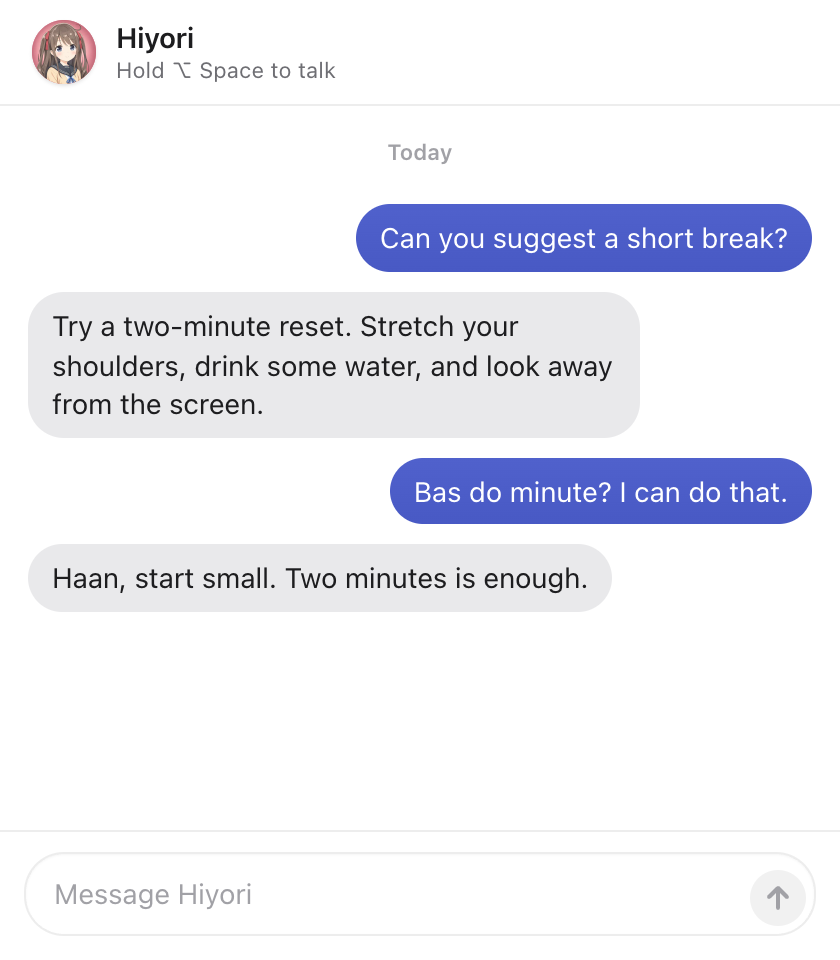 Hiyori
Hold ⌥ Space to talk
Today
Can you suggest a short break?
Try a two-minute reset. Stretch your
shoulders, drink some water, and look away
from the screen.
Bas do minute? I can do that.
Haan, start small. Two minutes is enough.
Message Hiyori